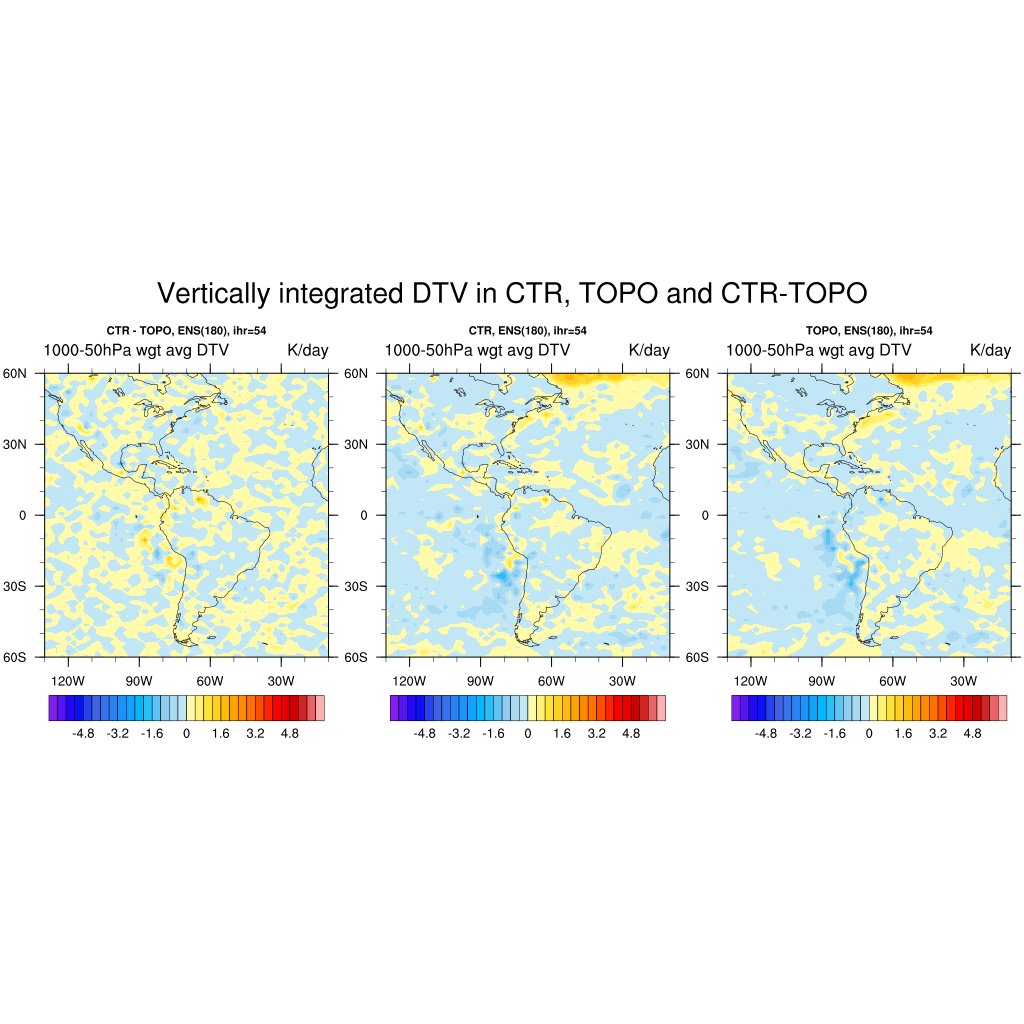 Vertically integrated DTV in CTR, TOPO and CTR-TOPO
CTR - TOPO, ENS(180), ihr=54
1000-50hPa wgt avg DTV K/day
60N
30N
0
30S
60S
120W 90W 60W 30W
-4.8 -3.2 -1.6 0 1.6 3.2 4.8
CTR, ENS(180), ihr=54
1000-50hPa wgt avg DTV K/day
60N
30N
0
30S
60S
120W 90W 60W 30W
-4.8 -3.2 -1.6 0 1.6 3.2 4.8
TOPO, ENS(180), ihr=54
1000-50hPa wgt avg DTV K/day
60N
30N
0
30S
60S
120W 90W 60W 30W
-4.8 -3.2 -1.6 0 1.6 3.2 4.8